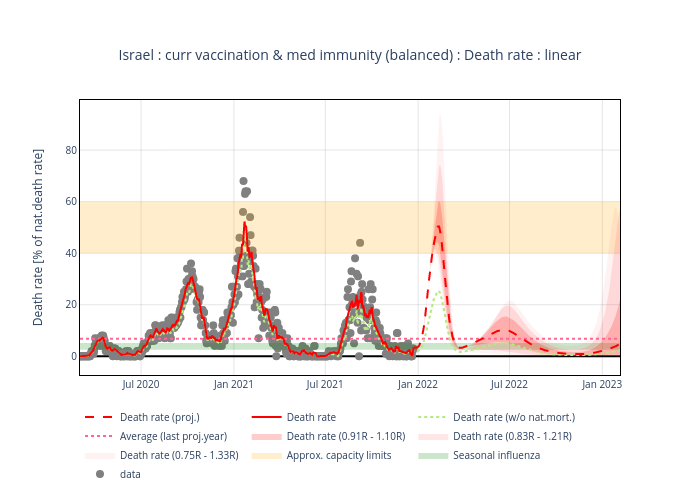 Israel : curr vaccination & med immunity (balanced) : Death rate : linear
Death rate [% of nat.death rate]
80
60
40
20
0
Jul 2020
Jan 2021
Jul 2021
Jan 2022
Jul 2022
Jan 2023
Death rate (proj.)
Death rate
Death rate (w/o nat.mort.)
Average (last proj.year)
Death rate (0.91R - 1.10R)
Death rate (0.83R - 1.21R)
Death rate (0.75R - 1.33R)
Approx. capacity limits
Seasonal influenza
data